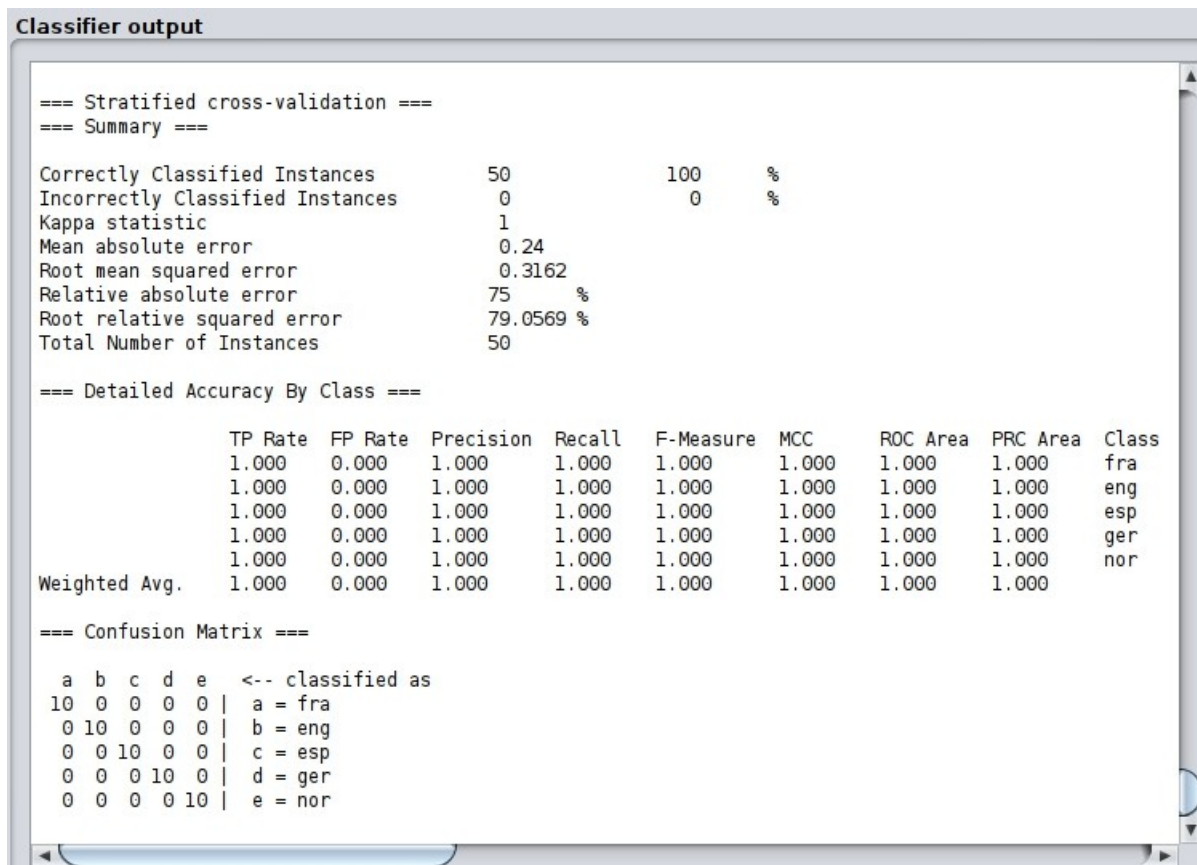 Classifier output
=== Stratified cross-validation ===
=== Summary ===
Correctly Classified Instances 50 100 %
Incorrectly Classified Instances 0 0 %
Kappa statistic 1
Mean absolute error 0.24
Root mean squared error 0.3162
Relative absolute error 75 %
Root relative squared error 79.0569 %
Total Number of Instances 50
=== Detailed Accuracy By Class ===
TP Rate FP Rate Precision Recall F-Measure MCC ROC Area PRC Area Class
1.000 0.000 1.000 1.000 1.000 1.000 1.000 1.000 fra
1.000 0.000 1.000 1.000 1.000 1.000 1.000 1.000 eng
1.000 0.000 1.000 1.000 1.000 1.000 1.000 1.000 esp
1.000 0.000 1.000 1.000 1.000 1.000 1.000 1.000 ger
1.000 0.000 1.000 1.000 1.000 1.000 1.000 1.000 nor
Weighted Avg. 1.000 0.000 1.000 1.000 1.000 1.000 1.000 1.000
=== Confusion Matrix ===
a b c d e <-- classified as
10 0 0 0 0 | a = fra
0 10 0 0 0 | b = eng
0 0 10 0 0 | c = esp
0 0 0 10 0 | d = ger
0 0 0 0 10 | e = nor